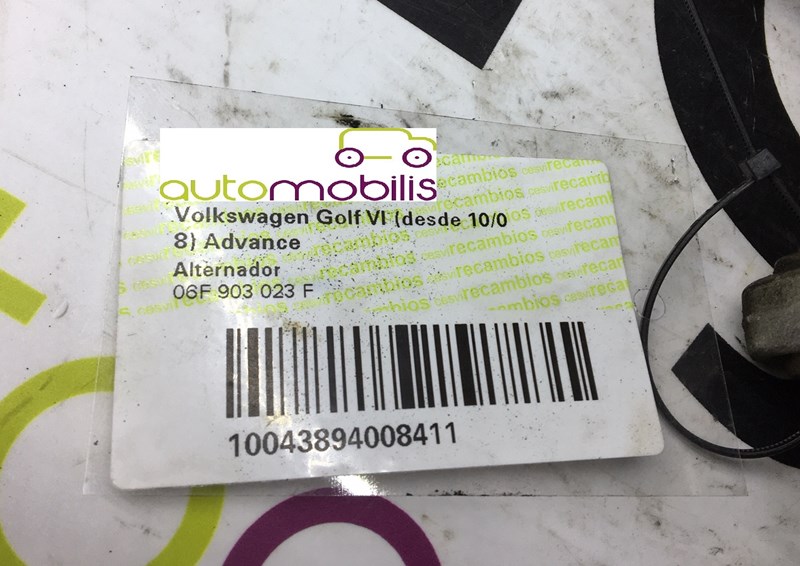 automobilis
Volkswagen Golf VI (desde 10/0
8) Advance
Alternador
06F 903 023 F
10043894008411